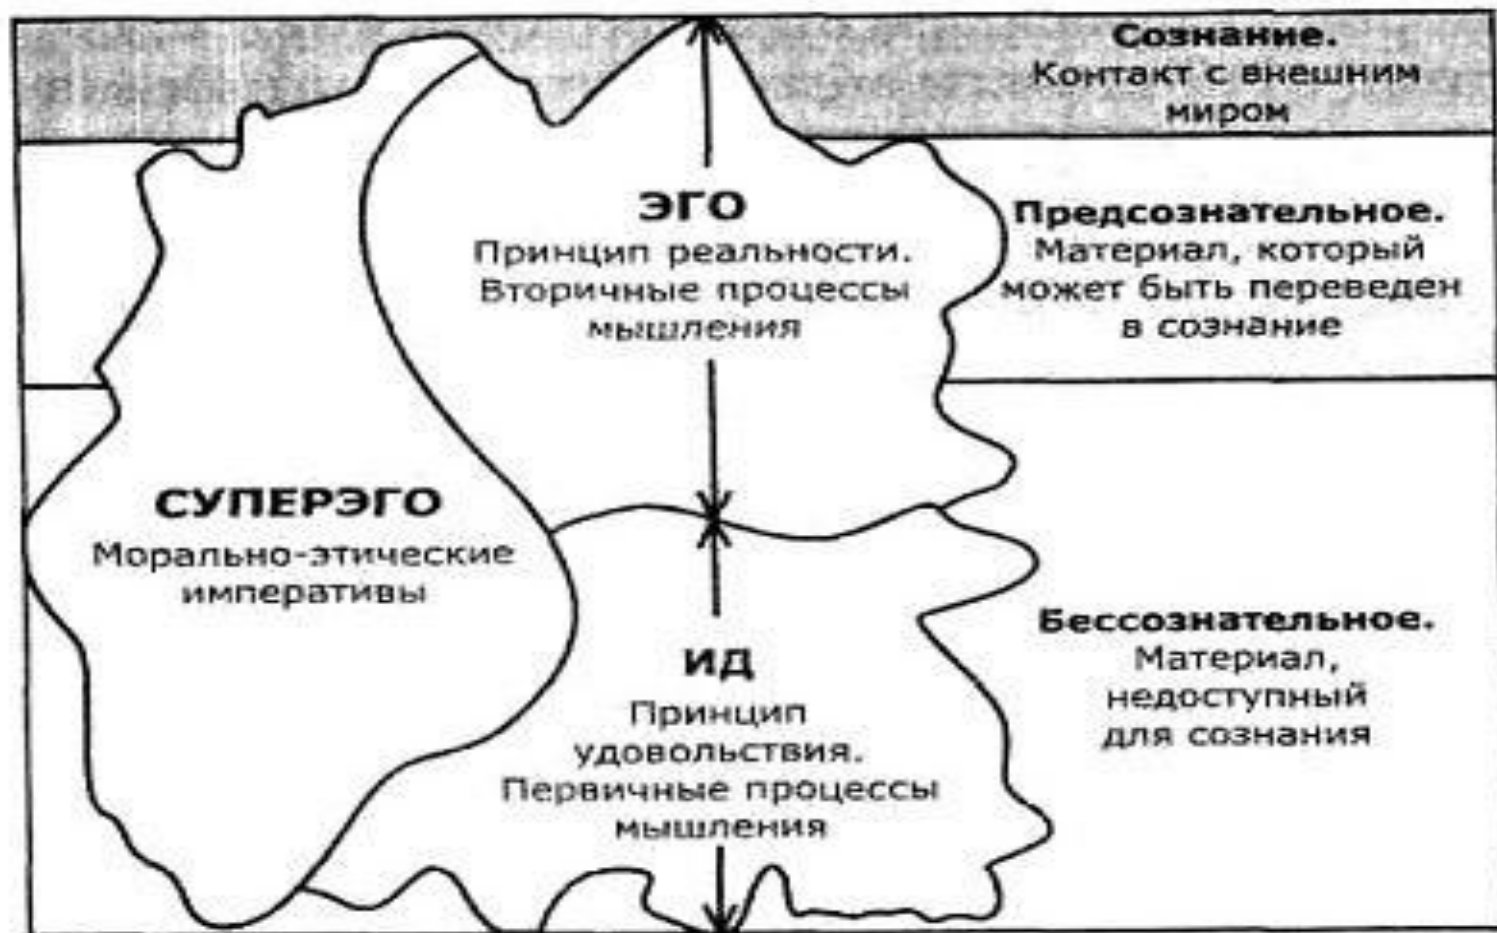 Сознание.
Контакт с внешним
миром
ЭГО
Принцип реальности.
Вторичные процессы
мышления
Предсознательное.
Материал, который
может быть переведен
в сознание
СУПЕРЭГО
Морально-этические
императивы
ИД
Принцип
удовольствия.
Первичные процессы
мышления
Бессознательное.
Материал,
недоступный
для сознания